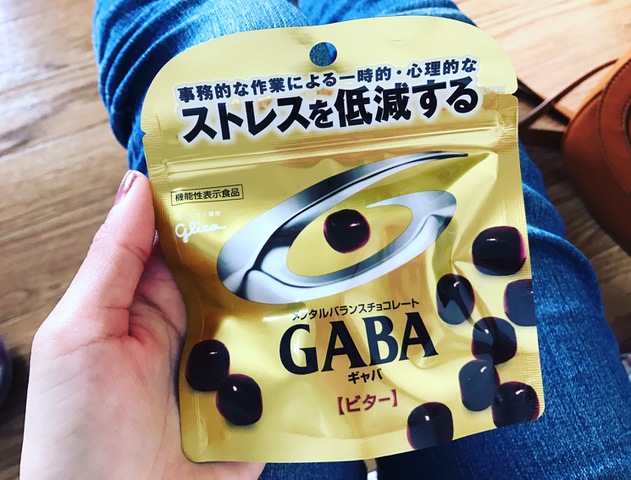 事務的な作業による一時的・心理的な
ストレスを低減する
機能性表示食品
glico
メンタルバランスチョコレート
GABA
ギャバ
【ビター】